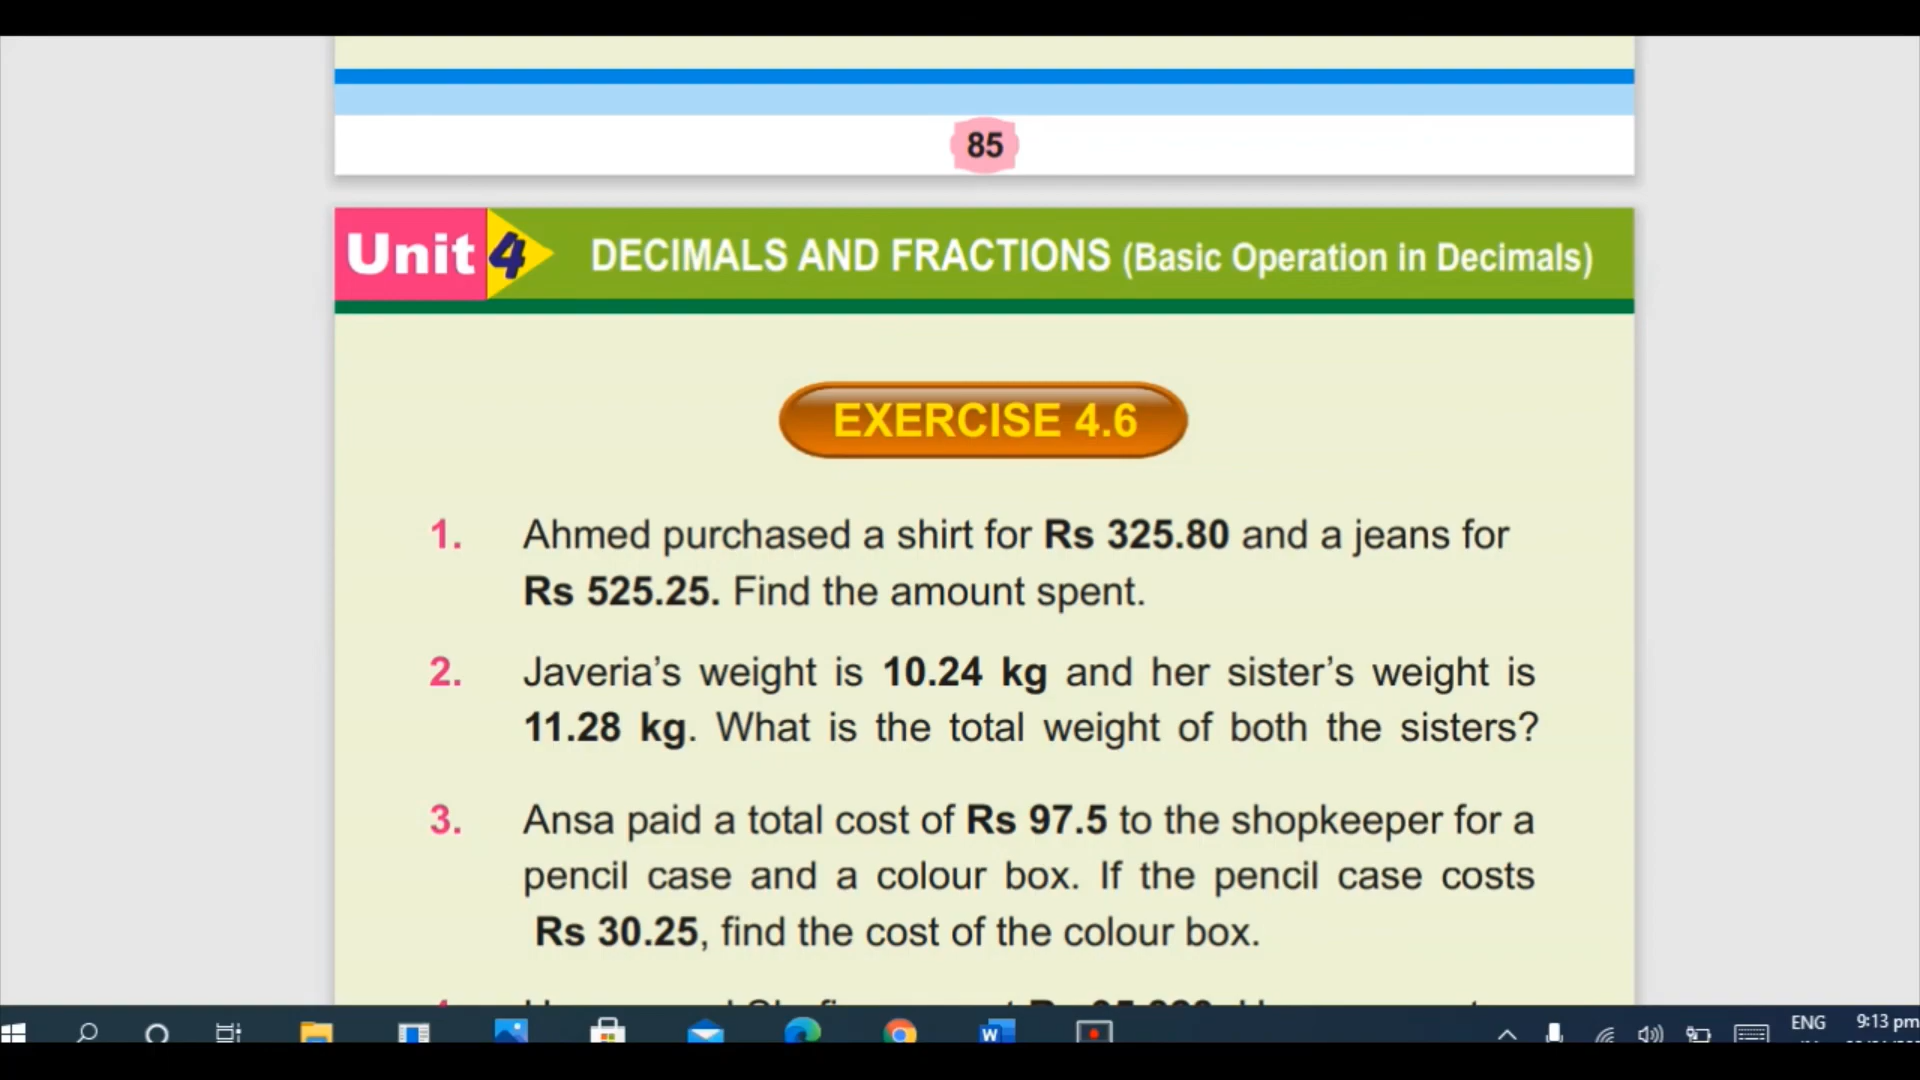 85
Unit 4 DECIMALS AND FRACTIONS (Basic Operation in Decimals)
EXERCISE 4.6
1. Ahmed purchased a shirt for Rs 325.80 and a jeans for
Rs 525.25. Find the amount spent.
2. Javeria’s weight is 10.24 kg and her sister’s weight is
11.28 kg. What is the total weight of both the sisters?
3. Ansa paid a total cost of Rs 97.5 to the shopkeeper for a
pencil case and a colour box. If the pencil case costs
Rs 30.25, find the cost of the colour box.
ENG 9:13 pm